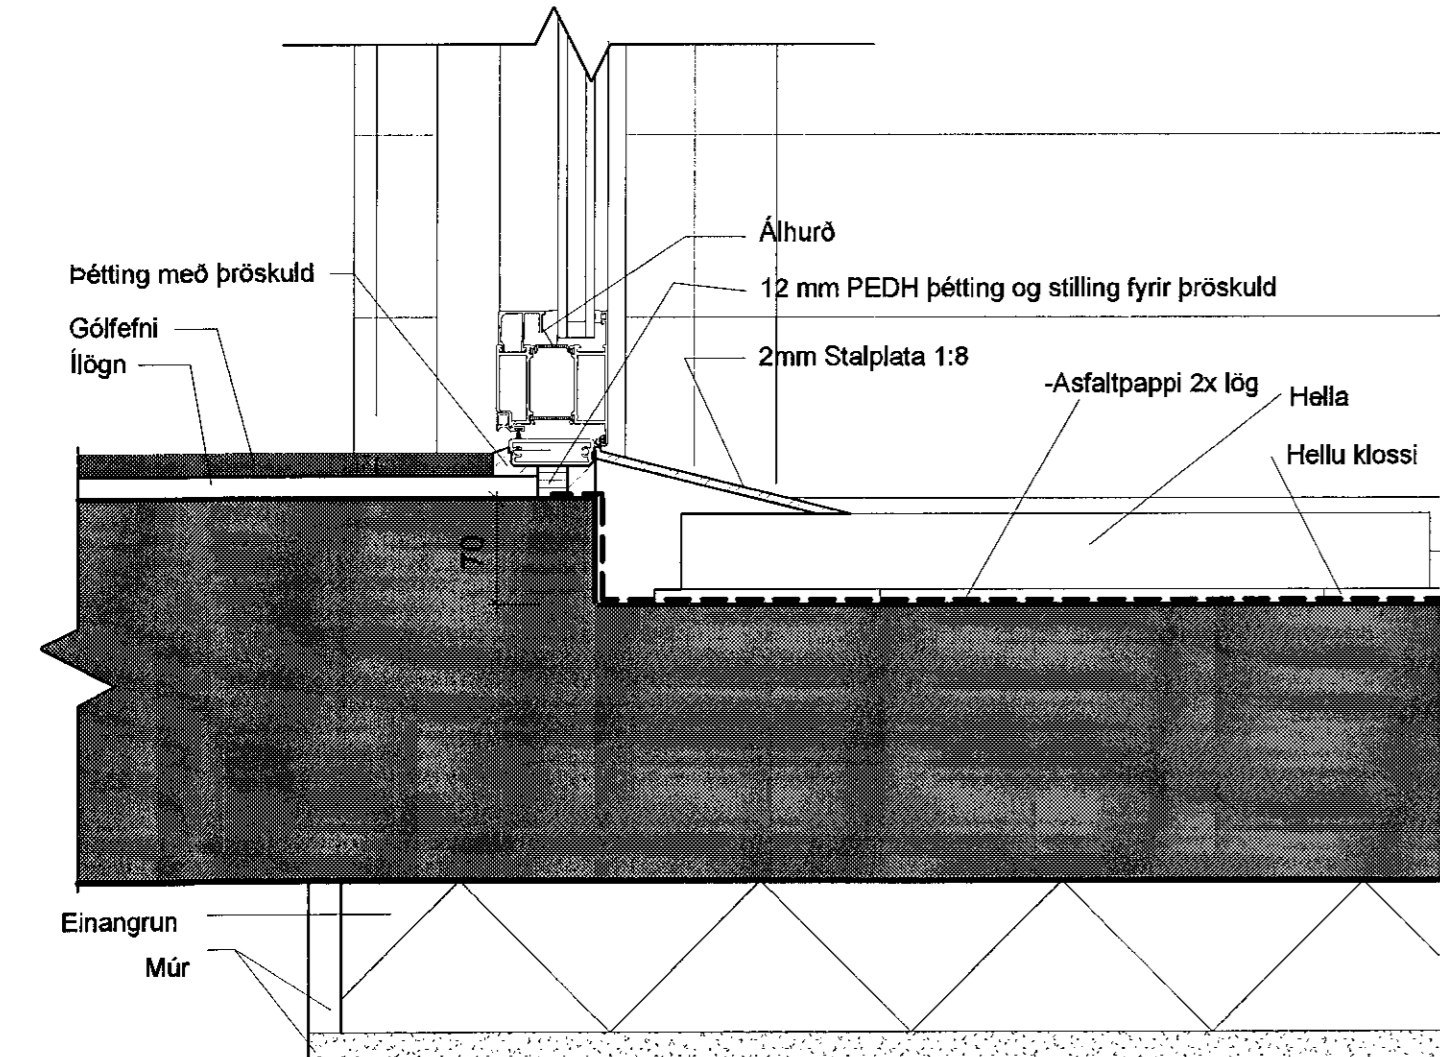 Álhurð
Þétting með þröskuld
12 mm PEDH þétting og stilling fyrir þröskuld
Gólfefni
2mm Stalplata 1:8
Ílögn
-Asfaltpappi 2x lög
Hella
Hellu klossi
70
Einangrun
Múr